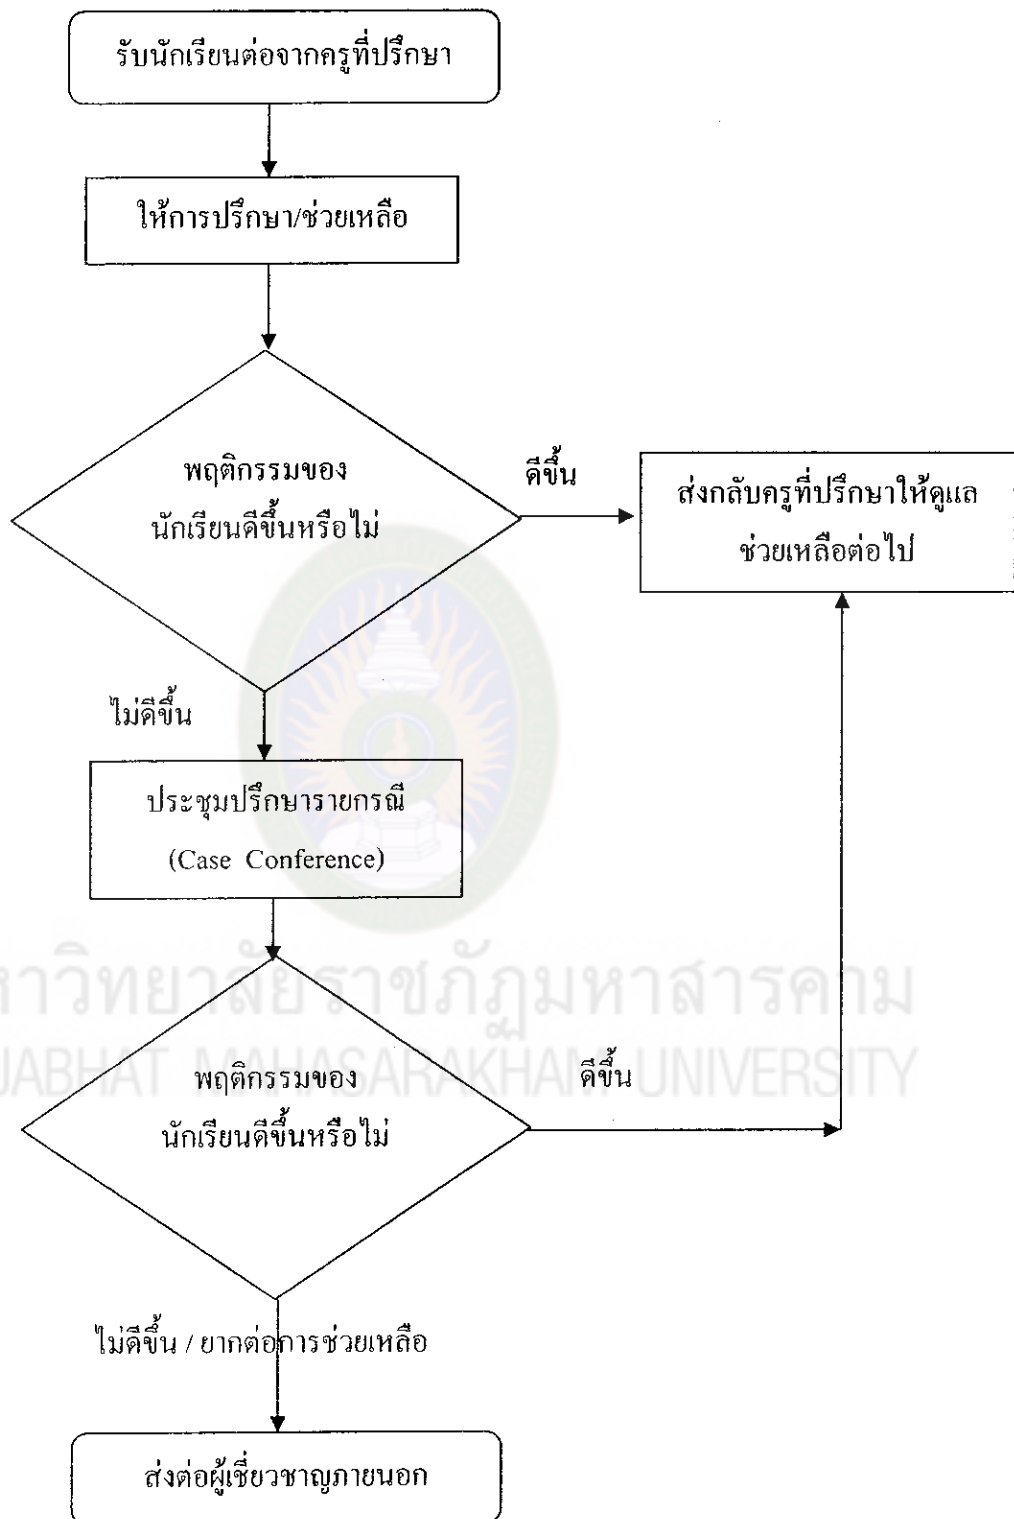 รับนักเรียนต่อจากครูที่ปรึกษา
ให้การปรึกษา/ช่วยเหลือ
พฤติกรรมของ
นักเรียนดีขึ้นหรือไม่
ดีขึ้น
ส่งกลับครูที่ปรึกษาให้ดูแล
ช่วยเหลือต่อไป
ไม่ดีขึ้น
ประชุมปรึกษารายกรณี
(Case Conference)
หาวิทยาลัยราชภัฏมหาสารคาม
JABHAT MAHASARAKHAM UNIVERSITY
พฤติกรรมของ
นักเรียนดีขึ้นหรือไม่
ดีขึ้น
ไม่ดีขึ้น / ยากต่อการช่วยเหลือ
ส่งต่อผู้เชี่ยวชาญภายนอก